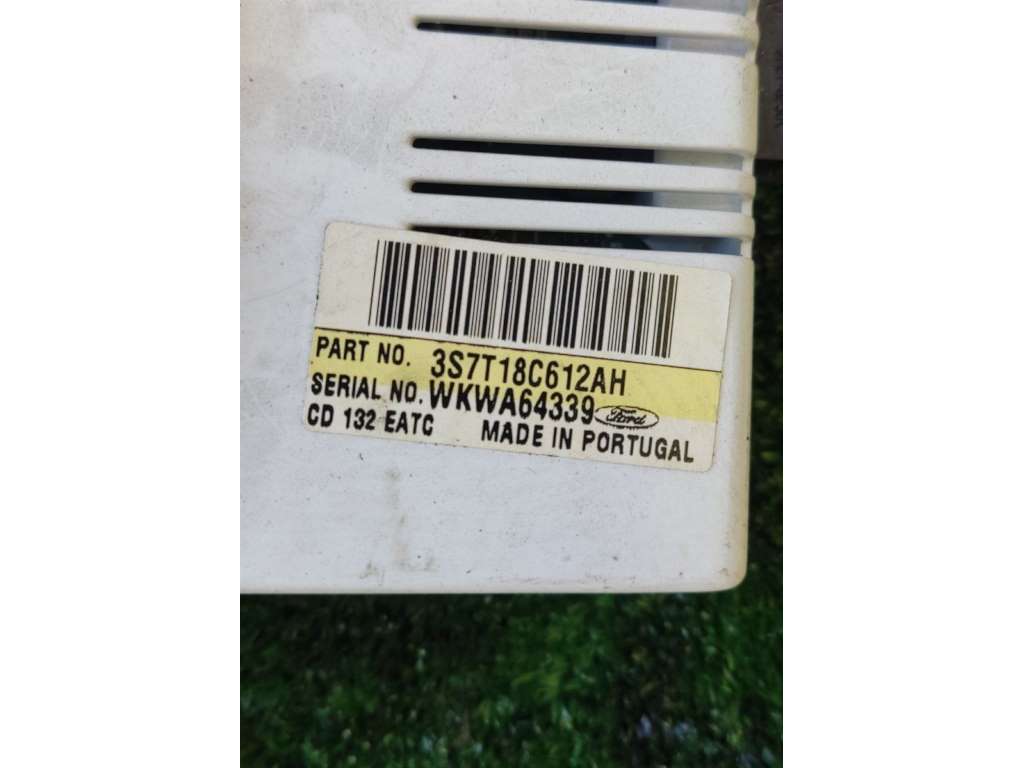 PART NO. 3S7T18C612AH
SERIAL NO. WKWA64339 Ford
CD 132 EATC MADE IN PORTUGAL